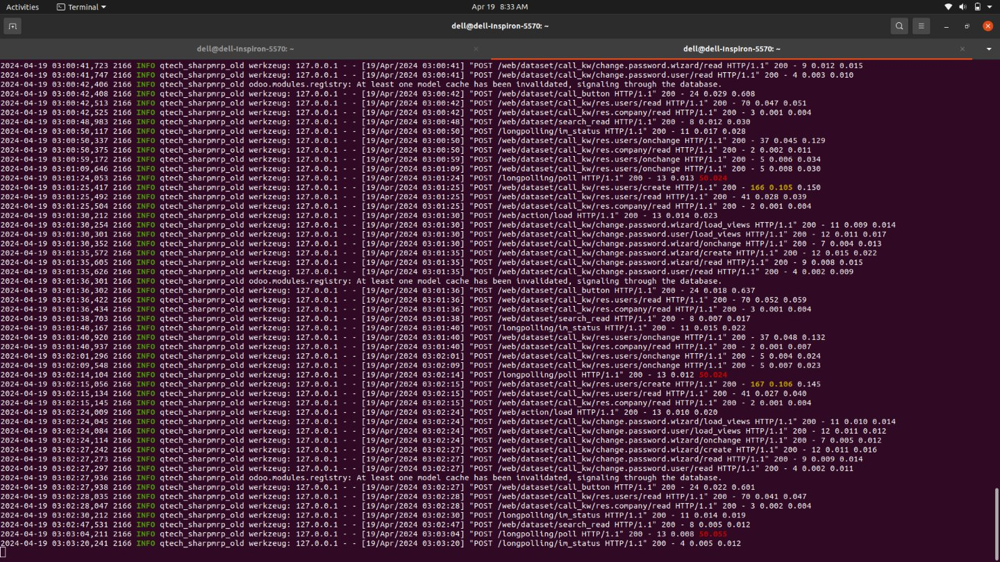 Activities
Terminal
Apr 19 8:33 AM
dell@dell-Inspiron-5570: ~
dell@dell-Inspiron-5570: ~
dell@dell-Inspiron-5570: ~
2024-04-19 03:00:41,723 2166 INFO qtech_sharpmrp_old werkzeug: 127.0.0.1 - - [19/Apr/2024 03:00:41] "POST /web/dataset/call_kw/change.password.wizard/read HTTP/1.1" 200 - 9 0.012 0.015
2024-04-19 03:00:41,747 2166 INFO qtech_sharpmrp_old werkzeug: 127.0.0.1 - - [19/Apr/2024 03:00:41] "POST /web/dataset/call_kw/change.password.user/read HTTP/1.1" 200 - 4 0.003 0.010
2024-04-19 03:00:42,406 2166 INFO qtech_sharpmrp_old odoo.modules.registry: At least one model cache has been invalidated, signaling through the database.
2024-04-19 03:00:42,408 2166 INFO qtech_sharpmrp_old werkzeug: 127.0.0.1 - - [19/Apr/2024 03:00:42] "POST /web/dataset/call_button HTTP/1.1" 200 - 24 0.029 0.608
2024-04-19 03:00:42,513 2166 INFO qtech_sharpmrp_old werkzeug: 127.0.0.1 - - [19/Apr/2024 03:00:42] "POST /web/dataset/call_kw/res.users/read HTTP/1.1" 200 - 70 0.047 0.051
2024-04-19 03:00:42,525 2166 INFO qtech_sharpmrp_old werkzeug: 127.0.0.1 - - [19/Apr/2024 03:00:42] "POST /web/dataset/call_kw/res.company/read HTTP/1.1" 200 - 3 0.001 0.004
2024-04-19 03:00:48,983 2166 INFO qtech_sharpmrp_old werkzeug: 127.0.0.1 - - [19/Apr/2024 03:00:48] "POST /web/dataset/search_read HTTP/1.1" 200 - 8 0.012 0.030
2024-04-19 03:00:50,117 2166 INFO qtech_sharpmrp_old werkzeug: 127.0.0.1 - - [19/Apr/2024 03:00:50] "POST /longpolling/im_status HTTP/1.1" 200 - 11 0.017 0.028
2024-04-19 03:00:50,337 2166 INFO qtech_sharpmrp_old werkzeug: 127.0.0.1 - - [19/Apr/2024 03:00:50] "POST /web/dataset/call_kw/res.users/onchange HTTP/1.1" 200 - 37 0.045 0.129
2024-04-19 03:00:50,375 2166 INFO qtech_sharpmrp_old werkzeug: 127.0.0.1 - - [19/Apr/2024 03:00:50] "POST /web/dataset/call_kw/res.company/read HTTP/1.1" 200 - 2 0.002 0.011
2024-04-19 03:00:59,172 2166 INFO qtech_sharpmrp_old werkzeug: 127.0.0.1 - - [19/Apr/2024 03:00:59] "POST /web/dataset/call_kw/res.users/onchange HTTP/1.1" 200 - 5 0.006 0.034
2024-04-19 03:01:09,646 2166 INFO qtech_sharpmrp_old werkzeug: 127.0.0.1 - - [19/Apr/2024 03:01:09] "POST /web/dataset/call_kw/res.users/onchange HTTP/1.1" 200 - 5 0.008 0.030
2024-04-19 03:01:24,053 2166 INFO qtech_sharpmrp_old werkzeug: 127.0.0.1 - - [19/Apr/2024 03:01:24] "POST /longpolling/poll HTTP/1.1" 200 - 13 0.013 50.024
2024-04-19 03:01:25,417 2166 INFO qtech_sharpmrp_old werkzeug: 127.0.0.1 - - [19/Apr/2024 03:01:25] "POST /web/dataset/call_kw/res.users/create HTTP/1.1" 200 - 166 0.105 0.150
2024-04-19 03:01:25,492 2166 INFO qtech_sharpmrp_old werkzeug: 127.0.0.1 - - [19/Apr/2024 03:01:25] "POST /web/dataset/call_kw/res.users/read HTTP/1.1" 200 - 41 0.028 0.039
2024-04-19 03:01:25,504 2166 INFO qtech_sharpmrp_old werkzeug: 127.0.0.1 - - [19/Apr/2024 03:01:25] "POST /web/dataset/call_kw/res.company/read HTTP/1.1" 200 - 2 0.001 0.004
2024-04-19 03:01:30,212 2166 INFO qtech_sharpmrp_old werkzeug: 127.0.0.1 - - [19/Apr/2024 03:01:30] "POST /web/action/load HTTP/1.1" 200 - 13 0.014 0.023
2024-04-19 03:01:30,254 2166 INFO qtech_sharpmrp_old werkzeug: 127.0.0.1 - - [19/Apr/2024 03:01:30] "POST /web/dataset/call_kw/change.password.wizard/load_views HTTP/1.1" 200 - 11 0.009 0.014
2024-04-19 03:01:30,301 2166 INFO qtech_sharpmrp_old werkzeug: 127.0.0.1 - - [19/Apr/2024 03:01:30] "POST /web/dataset/call_kw/change.password.user/load_views HTTP/1.1" 200 - 12 0.011 0.017
2024-04-19 03:01:30,352 2166 INFO qtech_sharpmrp_old werkzeug: 127.0.0.1 - - [19/Apr/2024 03:01:30] "POST /web/dataset/call_kw/change.password.wizard/onchange HTTP/1.1" 200 - 7 0.004 0.013
2024-04-19 03:01:35,572 2166 INFO qtech_sharpmrp_old werkzeug: 127.0.0.1 - - [19/Apr/2024 03:01:35] "POST /web/dataset/call_kw/change.password.wizard/create HTTP/1.1" 200 - 12 0.015 0.022
2024-04-19 03:01:35,605 2166 INFO qtech_sharpmrp_old werkzeug: 127.0.0.1 - - [19/Apr/2024 03:01:35] "POST /web/dataset/call_kw/change.password.wizard/read HTTP/1.1" 200 - 9 0.008 0.015
2024-04-19 03:01:35,626 2166 INFO qtech_sharpmrp_old werkzeug: 127.0.0.1 - - [19/Apr/2024 03:01:35] "POST /web/dataset/call_kw/change.password.user/read HTTP/1.1" 200 - 4 0.002 0.009
2024-04-19 03:01:36,301 2166 INFO qtech_sharpmrp_old odoo.modules.registry: At least one model cache has been invalidated, signaling through the database.
2024-04-19 03:01:36,302 2166 INFO qtech_sharpmrp_old werkzeug: 127.0.0.1 - - [19/Apr/2024 03:01:36] "POST /web/dataset/call_button HTTP/1.1" 200 - 24 0.018 0.637
2024-04-19 03:01:36,422 2166 INFO qtech_sharpmrp_old werkzeug: 127.0.0.1 - - [19/Apr/2024 03:01:36] "POST /web/dataset/call_kw/res.users/read HTTP/1.1" 200 - 70 0.052 0.059
2024-04-19 03:01:36,434 2166 INFO qtech_sharpmrp_old werkzeug: 127.0.0.1 - - [19/Apr/2024 03:01:36] "POST /web/dataset/call_kw/res.company/read HTTP/1.1" 200 - 3 0.001 0.004
2024-04-19 03:01:38,703 2166 INFO qtech_sharpmrp_old werkzeug: 127.0.0.1 - - [19/Apr/2024 03:01:38] "POST /web/dataset/search_read HTTP/1.1" 200 - 8 0.007 0.017
2024-04-19 03:01:40,167 2166 INFO qtech_sharpmrp_old werkzeug: 127.0.0.1 - - [19/Apr/2024 03:01:40] "POST /longpolling/im_status HTTP/1.1" 200 - 11 0.015 0.022
2024-04-19 03:01:40,920 2166 INFO qtech_sharpmrp_old werkzeug: 127.0.0.1 - - [19/Apr/2024 03:01:40] "POST /web/dataset/call_kw/res.users/onchange HTTP/1.1" 200 - 37 0.048 0.132
2024-04-19 03:01:40,937 2166 INFO qtech_sharpmrp_old werkzeug: 127.0.0.1 - - [19/Apr/2024 03:01:40] "POST /web/dataset/call_kw/res.company/read HTTP/1.1" 200 - 2 0.001 0.007
2024-04-19 03:02:01,296 2166 INFO qtech_sharpmrp_old werkzeug: 127.0.0.1 - - [19/Apr/2024 03:02:01] "POST /web/dataset/call_kw/res.users/onchange HTTP/1.1" 200 - 5 0.004 0.024
2024-04-19 03:02:09,548 2166 INFO qtech_sharpmrp_old werkzeug: 127.0.0.1 - - [19/Apr/2024 03:02:09] "POST /web/dataset/call_kw/res.users/onchange HTTP/1.1" 200 - 5 0.007 0.023
2024-04-19 03:02:14,104 2166 INFO qtech_sharpmrp_old werkzeug: 127.0.0.1 - - [19/Apr/2024 03:02:14] "POST /longpolling/poll HTTP/1.1" 200 - 13 0.012 50.024
2024-04-19 03:02:15,056 2166 INFO qtech_sharpmrp_old werkzeug: 127.0.0.1 - - [19/Apr/2024 03:02:15] "POST /web/dataset/call_kw/res.users/create HTTP/1.1" 200 - 167 0.106 0.145
2024-04-19 03:02:15,134 2166 INFO qtech_sharpmrp_old werkzeug: 127.0.0.1 - - [19/Apr/2024 03:02:15] "POST /web/dataset/call_kw/res.users/read HTTP/1.1" 200 - 41 0.027 0.040
2024-04-19 03:02:15,145 2166 INFO qtech_sharpmrp_old werkzeug: 127.0.0.1 - - [19/Apr/2024 03:02:15] "POST /web/dataset/call_kw/res.company/read HTTP/1.1" 200 - 2 0.001 0.004
2024-04-19 03:02:24,009 2166 INFO qtech_sharpmrp_old werkzeug: 127.0.0.1 - - [19/Apr/2024 03:02:24] "POST /web/action/load HTTP/1.1" 200 - 13 0.010 0.020
2024-04-19 03:02:24,045 2166 INFO qtech_sharpmrp_old werkzeug: 127.0.0.1 - - [19/Apr/2024 03:02:24] "POST /web/dataset/call_kw/change.password.wizard/load_views HTTP/1.1" 200 - 11 0.010 0.014
2024-04-19 03:02:24,084 2166 INFO qtech_sharpmrp_old werkzeug: 127.0.0.1 - - [19/Apr/2024 03:02:24] "POST /web/dataset/call_kw/change.password.user/load_views HTTP/1.1" 200 - 12 0.011 0.012
2024-04-19 03:02:24,114 2166 INFO qtech_sharpmrp_old werkzeug: 127.0.0.1 - - [19/Apr/2024 03:02:24] "POST /web/dataset/call_kw/change.password.wizard/onchange HTTP/1.1" 200 - 7 0.005 0.012
2024-04-19 03:02:27,242 2166 INFO qtech_sharpmrp_old werkzeug: 127.0.0.1 - - [19/Apr/2024 03:02:27] "POST /web/dataset/call_kw/change.password.wizard/create HTTP/1.1" 200 - 12 0.011 0.016
2024-04-19 03:02:27,273 2166 INFO qtech_sharpmrp_old werkzeug: 127.0.0.1 - - [19/Apr/2024 03:02:27] "POST /web/dataset/call_kw/change.password.wizard/read HTTP/1.1" 200 - 9 0.009 0.014
2024-04-19 03:02:27,297 2166 INFO qtech_sharpmrp_old werkzeug: 127.0.0.1 - - [19/Apr/2024 03:02:27] "POST /web/dataset/call_kw/change.password.user/read HTTP/1.1" 200 - 4 0.002 0.011
2024-04-19 03:02:27,936 2166 INFO qtech_sharpmrp_old odoo.modules.registry: At least one model cache has been invalidated, signaling through the database.
2024-04-19 03:02:27,938 2166 INFO qtech_sharpmrp_old werkzeug: 127.0.0.1 - - [19/Apr/2024 03:02:27] "POST /web/dataset/call_button HTTP/1.1" 200 - 24 0.022 0.601
2024-04-19 03:02:28,035 2166 INFO qtech_sharpmrp_old werkzeug: 127.0.0.1 - - [19/Apr/2024 03:02:28] "POST /web/dataset/call_kw/res.users/read HTTP/1.1" 200 - 70 0.041 0.047
2024-04-19 03:02:28,047 2166 INFO qtech_sharpmrp_old werkzeug: 127.0.0.1 - - [19/Apr/2024 03:02:28] "POST /web/dataset/call_kw/res.company/read HTTP/1.1" 200 - 3 0.002 0.004
2024-04-19 03:02:30,212 2166 INFO qtech_sharpmrp_old werkzeug: 127.0.0.1 - - [19/Apr/2024 03:02:30] "POST /longpolling/im_status HTTP/1.1" 200 - 11 0.014 0.019
2024-04-19 03:02:47,531 2166 INFO qtech_sharpmrp_old werkzeug: 127.0.0.1 - - [19/Apr/2024 03:02:47] "POST /web/dataset/search_read HTTP/1.1" 200 - 8 0.005 0.012
2024-04-19 03:03:04,211 2166 INFO qtech_sharpmrp_old werkzeug: 127.0.0.1 - - [19/Apr/2024 03:03:04] "POST /longpolling/poll HTTP/1.1" 200 - 13 0.008 50.055
2024-04-19 03:03:20,241 2166 INFO qtech_sharpmrp_old werkzeug: 127.0.0.1 - - [19/Apr/2024 03:03:20] "POST /longpolling/im_status HTTP/1.1" 200 - 4 0.005 0.012